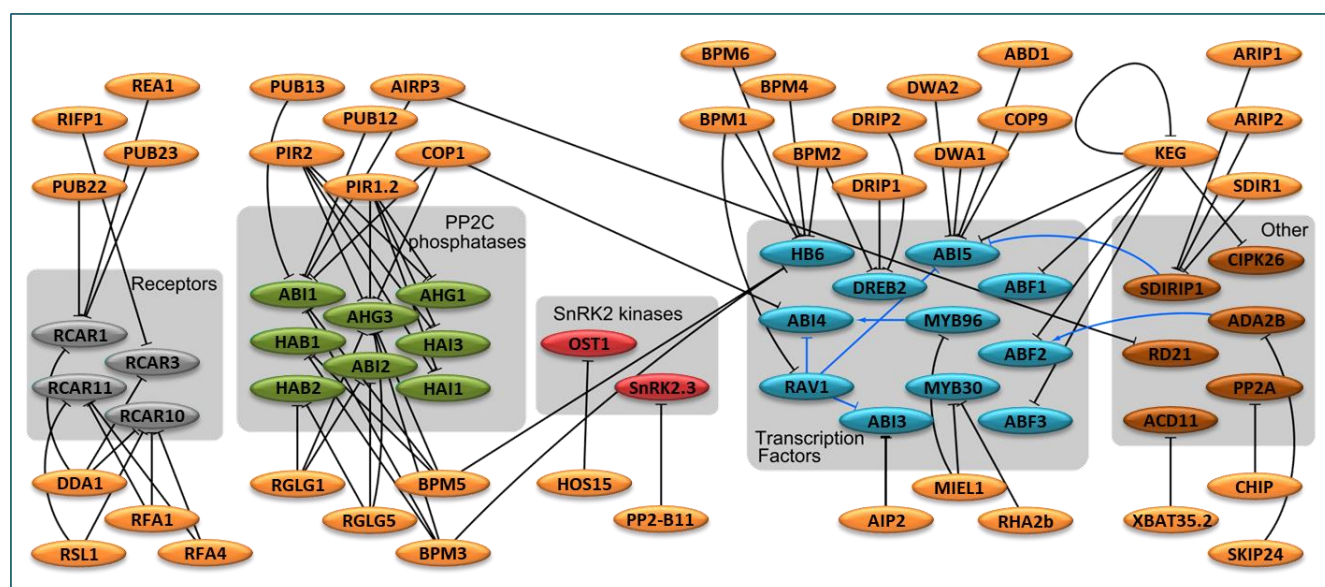 BPM6
ABD1
ARIP1
REA1
PUB13
AIRP3
BPM4
DWA2
RIFP1
PUB12
BPM1
DRIP2
COP9
ARIP2
PUB23
PIR2
COP1
BPM2
DWA1
KEG
PUB22
PIR1.2
DRIP1
SDIR1
PP2C
phosphatases
Other
HB6
ABI5
CIPK26
Receptors
ABI1
AHG1
DREB2
ABF1
SDIRIP1
SnRK2 kinases
RCAR1
AHG3
ABI4
MYB96
ADA2B
HAB1
HAI3
OST1
RCAR3
ABI2
ABF2
RD21
RCAR11
HAB2
HAI1
SnRK2.3
RAV1
MYB30
PP2A
RCAR10
ABI3
ABF3
ACD11
Transcription
Factors
DDA1
RGLG1
BPM5
HOS15
MIEL1
CHIP
RFA1
RGLG5
PP2-B11
AIP2
RHA2b
XBAT35.2
RSL1
RFA4
BPM3
SKIP24